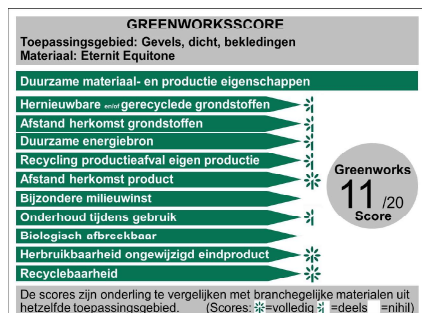 GREENWORKSSCORE
Toepassingsgebied: Gevels, dicht, bekledingen
Materiaal: Eternit Equitone
Duurzame materiaal- en productie eigenschappen
Hernieuwbare en/of gerecyclede grondstoffen
Afstand herkomst grondstoffen
Duurzame energiebron
Recycling productieafval eigen productie
Afstand herkomst product
Bijzondere milieuwinst
Onderhoud tijdens gebruik
Biologisch afbreekbaar
Herbruikbaarheid ongewijzigd eindproduct
Recyclebaarheid
Greenworks
11 /20
Score
De scores zijn onderling te vergelijken met branchegelijke materialen uit
hetzelfde toepassingsgebied. (Scores: =volledig =deels =nihil)